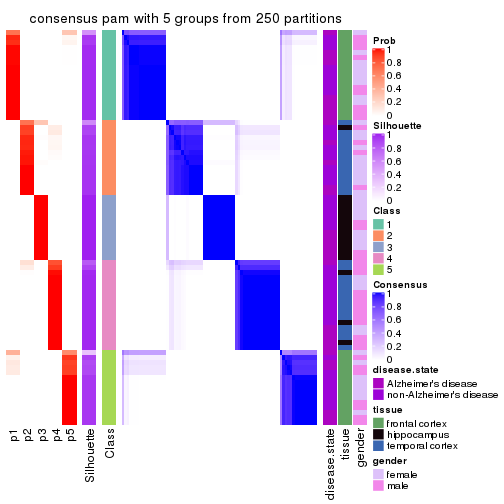 consensus pam with 5 groups from 250 partitions
p1
p2
p3
p4
p5
Silhouette
Class
disease.state
tissue
gender
Prob
1
0.8
0.6
0.4
0.2
0
Silhouette
1
0.8
0.6
0.4
0.2
0
Class
1
2
3
4
5
Consensus
1
0.8
0.6
0.4
0.2
0
disease.state
Alzheimer's disease
non-Alzheimer's disease
tissue
frontal cortex
hippocampus
temporal cortex
gender
female
male